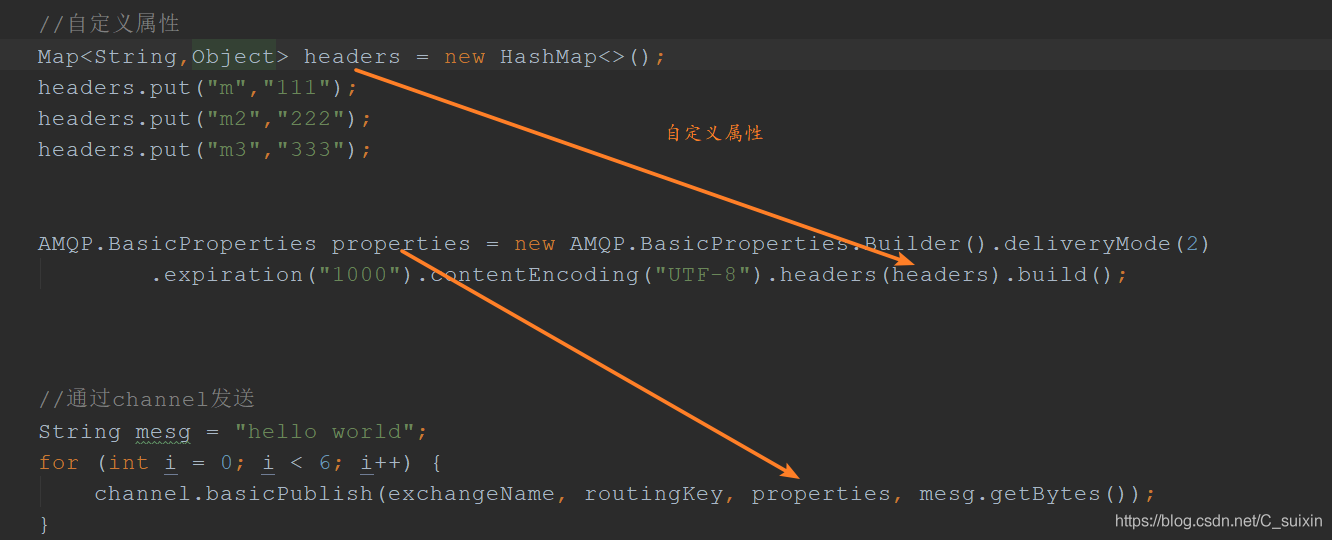 //自定义属性
Map<String,Object> headers = new HashMap<>();
headers.put("m","111");
headers.put("m2","222");
自定义属性
headers.put("m3","333");
AMQP.BasicProperties properties = new AMQP.BasicProperties.Builder().deliveryMode(2)
.expiration("1000").contentEncoding("UTF-8").headers(headers).build();
//通过channel发送
String mesg = "hello world";
for (int i = 0; i < 6; i++) {
channel.basicPublish(exchangeName, routingKey, properties, mesg.getBytes());
}
https://blog.csdn.net/C_suixin